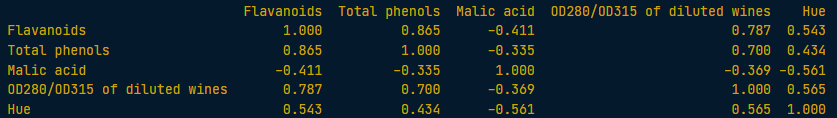 Flavanoids Total phenols Malic acid OD280/OD315 of diluted wines Hue
Flavanoids 1.000 0.865 -0.411 0.787 0.543
Total phenols 0.865 1.000 -0.335 0.700 0.434
Malic acid -0.411 -0.335 1.000 -0.369 -0.561
OD280/OD315 of diluted wines 0.787 0.700 -0.369 1.000 0.565
Hue 0.543 0.434 -0.561 0.565 1.000